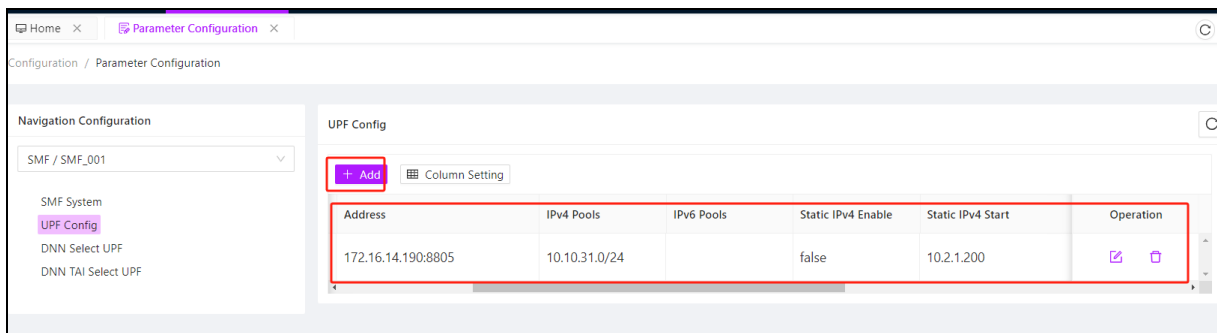 Home
Parameter Configuration
Configuration / Parameter Configuration
Navigation Configuration
SMF / SMF_001
SMF System
UPF Config
DNN Select UPF
DNN TAI Select UPF
UPF Config
+ Add
Column Setting
Address IPv4 Pools IPv6 Pools Static IPv4 Enable Static IPv4 Start Operation
172.16.14.190:8805 10.10.31.0/24 false 10.2.1.200